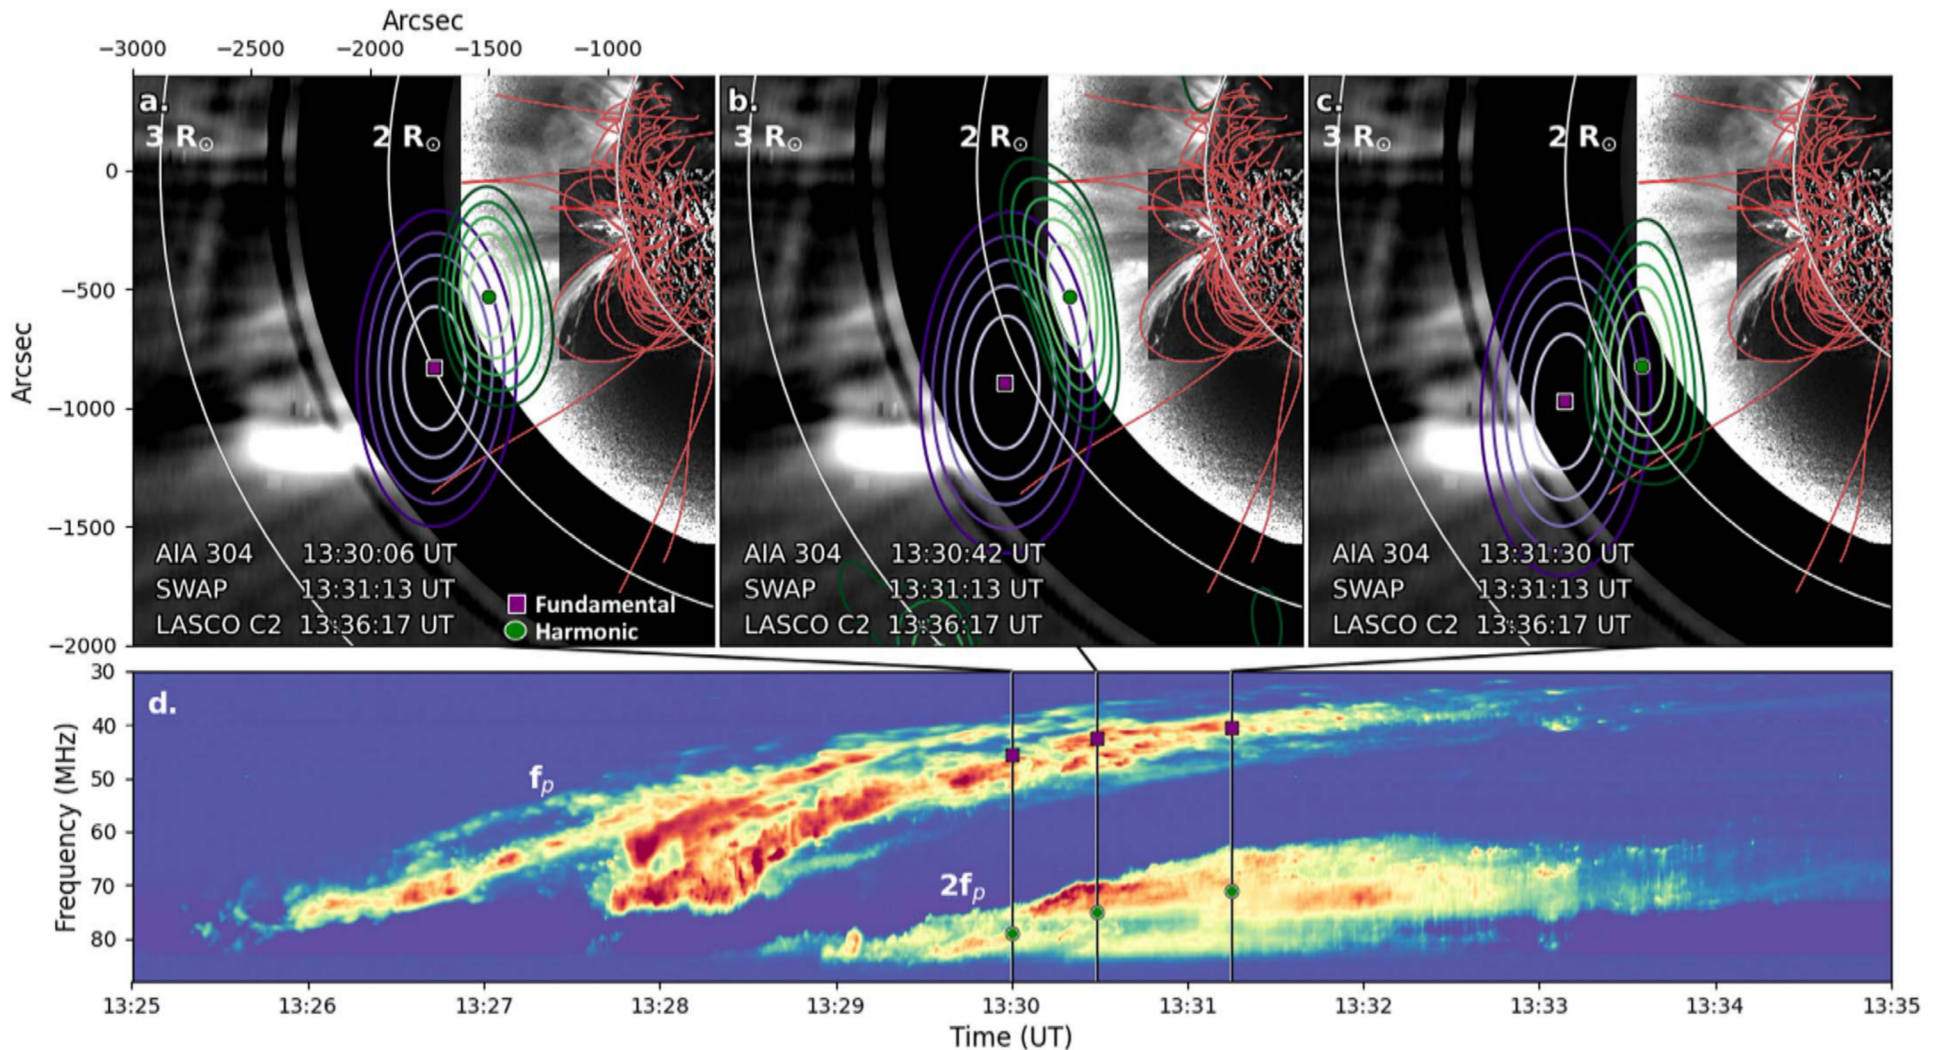 Arcsec
−3000 −2500 −2000 −1500 −1000
a. b. c.
3 R☉ 2 R☉ 3 R☉ 2 R☉ 3 R☉ 2 R☉
0
−500
Arcsec
−1000
−1500
−2000
AIA 304 13:30:06 UT
SWAP 13:31:13 UT
LASCO C2 13:36:17 UT
Fundamental
Harmonic
AIA 304 13:30:42 UT
SWAP 13:31:13 UT
LASCO C2 13:36:17 UT
AIA 304 13:31:30 UT
SWAP 13:31:13 UT
LASCO C2 13:36:17 UT
d.
30
40
50
60
70
80
Frequency (MHz)
fp
2fp
13:25 13:26 13:27 13:28 13:29 13:30 13:31 13:32 13:33 13:34 13:35
Time (UT)